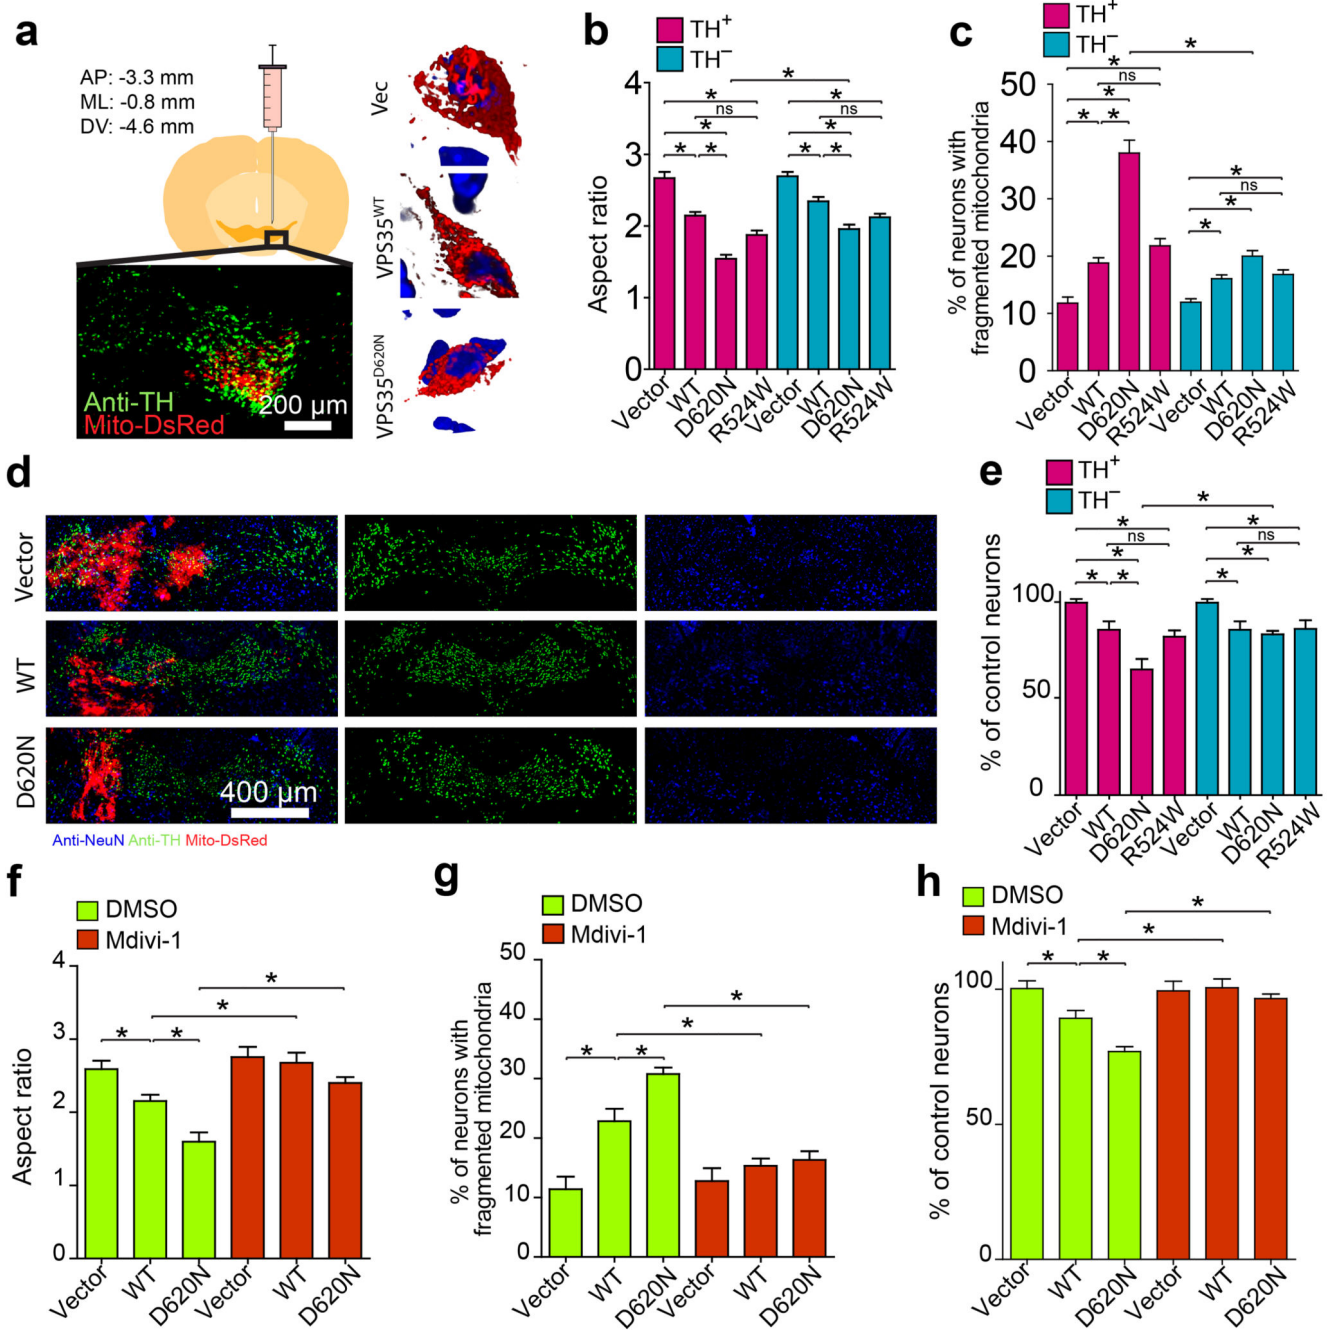 a
AP: -3.3 mm
ML: -0.8 mm
DV: -4.6 mm
Anti-TH
Mito-DsRed
200 µm
Vec
VPS35WT
VPS35D620N
b
TH+
TH−
Aspect ratio
4
3
2
1
0
* * * * ns *
* * * * ns *
*
Vector WT D620N R524W Vector WT D620N R524W
c
TH+
TH−
% of neurons with
fragmented mitochondria
50
40
30
20
10
0
* * * ns *
* * ns *
*
Vector WT D620N R524W Vector WT D620N R524W
d
Vector
WT
D620N
400 µm
Anti-NeuN Anti-TH Mito-DsRed
e
TH+
TH−
% of control neurons
100
50
0
* * * ns *
* * ns *
*
Vector WT D620N R524W Vector WT D620N R524W
f
DMSO
Mdivi-1
Aspect ratio
4
3
2
1
0
* * * *
Vector WT D620N Vector WT D620N
g
DMSO
Mdivi-1
% of neurons with
fragmented mitochondria
50
40
30
20
10
0
* * * *
Vector WT D620N Vector WT D620N
h
DMSO
Mdivi-1
% of control neurons
100
50
0
* * * *
Vector WT D620N Vector WT D620N